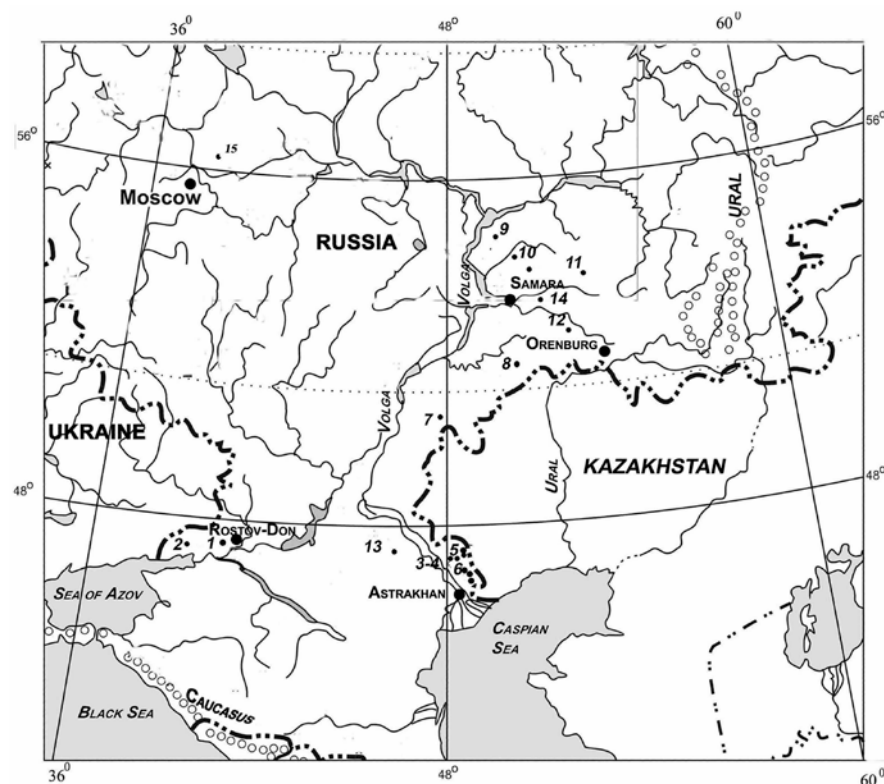 36⁰
48⁰
60⁰
56⁰
56⁰
15
MOSCOW
RUSSIA
URAL
VOLGA
9
10
11
SAMARA
14
12
ORENBURG
8
VOLGA
7
UKRAINE
URAL
KAZAKHSTAN
48⁰
48⁰
ROSTOV-DON
2
1
13
5
3-4
6
ASTRAKHAN
SEA OF AZOV
CASPIAN
SEA
CAUCASUS
BLACK SEA
36⁰
48⁰
60⁰